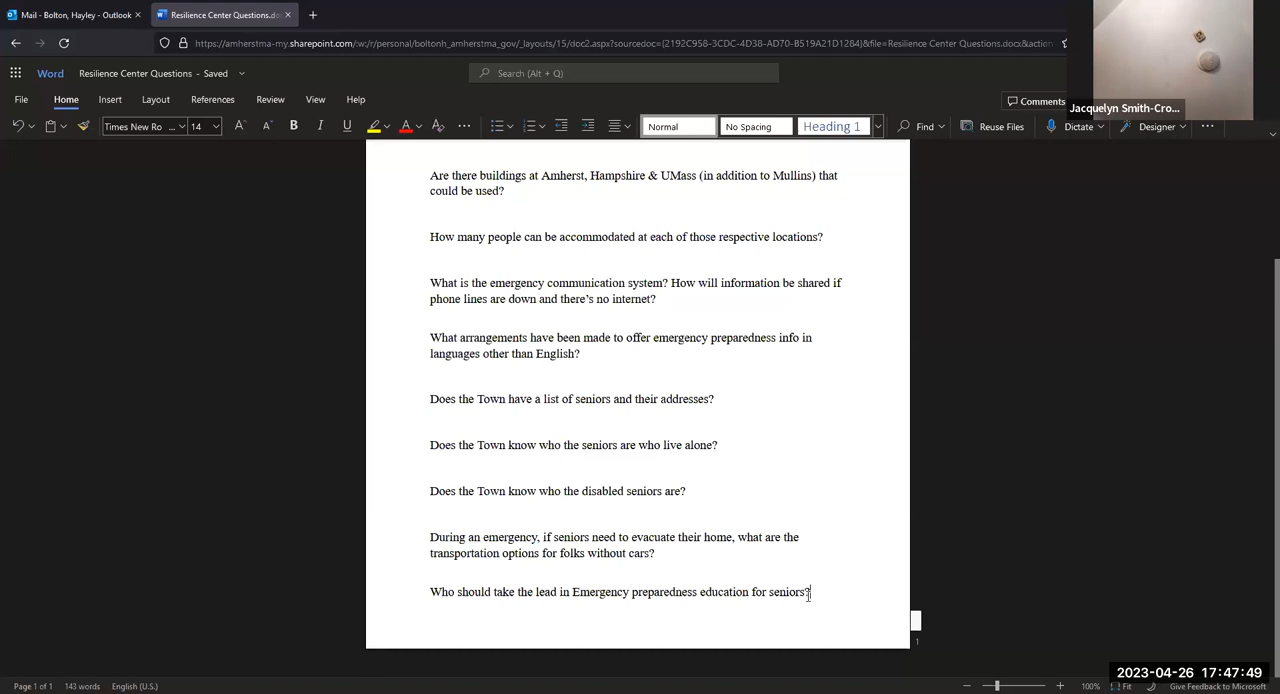 Mail - Bolton, Hayley - Outlook
Resilience Center Questions.do
https://amherstma-my.sharepoint.com/w:/r/personal/boltonh_amherstma_gov/_layouts/15/doc2.aspx?sourcedoc={2192C958-3CDC-4D38-AD70-B519A21D1284}&file=Resilience Center Questions.docx&action
Word Resilience Center Questions - Saved
Search (Alt + Q)
File Home Insert Layout References Review View Help
Comments
Jacquelyn Smith-Cro...
Times New Ro ... 14
Normal No Spacing Heading 1
Find Reuse Files Dictate Designer
Are there buildings at Amherst, Hampshire & UMass (in addition to Mullins) that
could be used?
How many people can be accommodated at each of those respective locations?
What is the emergency communication system? How will information be shared if
phone lines are down and there's no internet?
What arrangements have been made to offer emergency preparedness info in
languages other than English?
Does the Town have a list of seniors and their addresses?
Does the Town know who the seniors are who live alone?
Does the Town know who the disabled seniors are?
During an emergency, if seniors need to evacuate their home, what are the
transportation options for folks without cars?
Who should take the lead in Emergency preparedness education for seniors?
1
2023-04-26 17:47:49
Page 1 of 1 143 words English (U.S.)
100% Fit Give Feedback to Microsoft